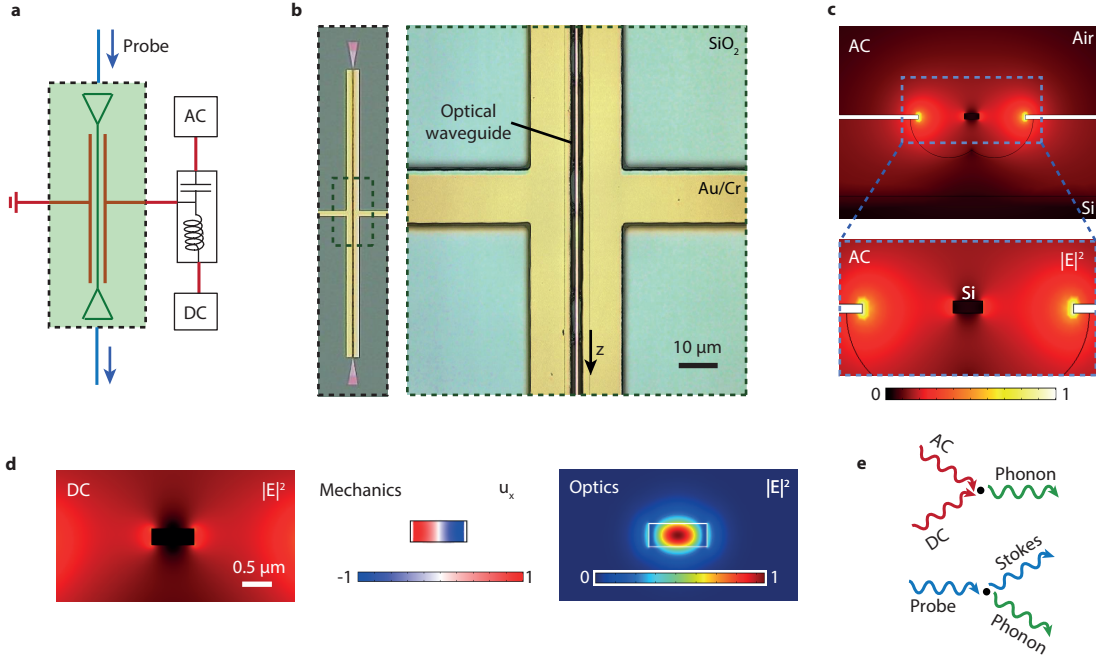 a
Probe
AC
DC
b
SiO2
Optical
waveguide
Au/Cr
z
10 μm
c
AC
Air
Si
AC
|E|2
Si
0
1
d
DC
|E|2
0.5 μm
Mechanics
ux
-1
1
Optics
|E|2
0
1
e
AC
Phonon
DC
Stokes
Probe
Phonon